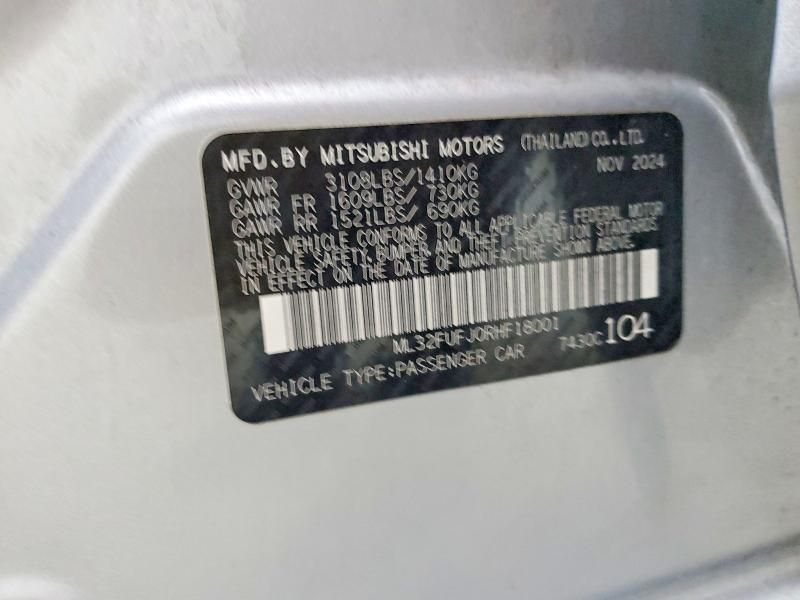 MFD.BY MITSUBISHI MOTORS (THAILAND) CO.,LTD.
NOV 2024
GVWR 3109LBS/1410KG
GAWR FR 1609LBS/ 730KG
GAWR RR 1521LBS/ 690KG
THIS VEHICLE CONFORMS TO ALL APPLICABLE FEDERAL MOTOR
VEHICLE SAFETY, BUMPER AND THEFT PREVENTION STANDARDS
IN EFFECT ON THE DATE OF MANUFACTURE SHOWN ABOVE.
ML32FUFJ0RHF18001
7430C 104
VEHICLE TYPE:PASSENGER CAR